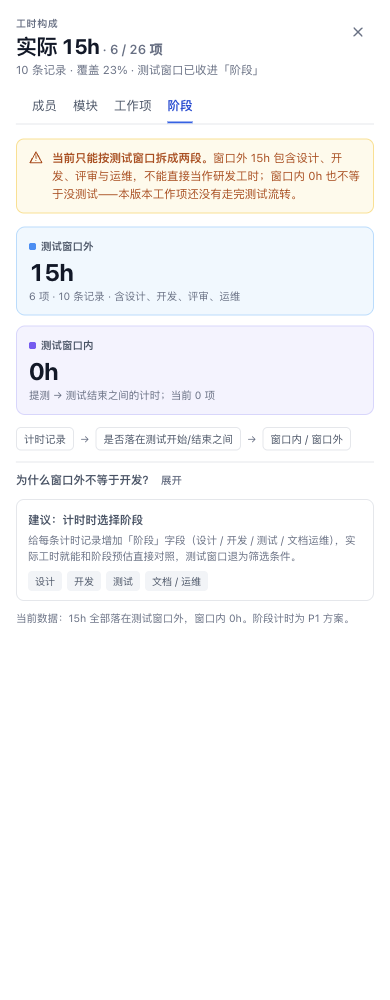 工时构成
实际 15h · 6 / 26 项
10 条记录 · 覆盖 23% · 测试窗口已收进「阶段」
成员 模块 工作项 阶段
当前只能按测试窗口拆成两段。窗口外 15h 包含设计、开
发、评审与运维，不能直接当作研发工时；窗口内 0h 也不等
于没测试——本版本工作项还没有走完测试流转。
测试窗口外
15h
6 项 · 10 条记录 · 含设计、开发、评审、运维
测试窗口内
0h
提测 → 测试结束之间的计时；当前 0 项
计时记录 → 是否落在测试开始/结束之间 → 窗口内 / 窗口外
为什么窗口外不等于开发？ 展开
建议：计时时选择阶段
给每条计时记录增加「阶段」字段（设计 / 开发 / 测试 / 文档运维），实
际工时就能和阶段预估直接对照，测试窗口退为筛选条件。
设计 开发 测试 文档 / 运维
当前数据：15h 全部落在测试窗口外，窗口内 0h。阶段计时为 P1 方案。